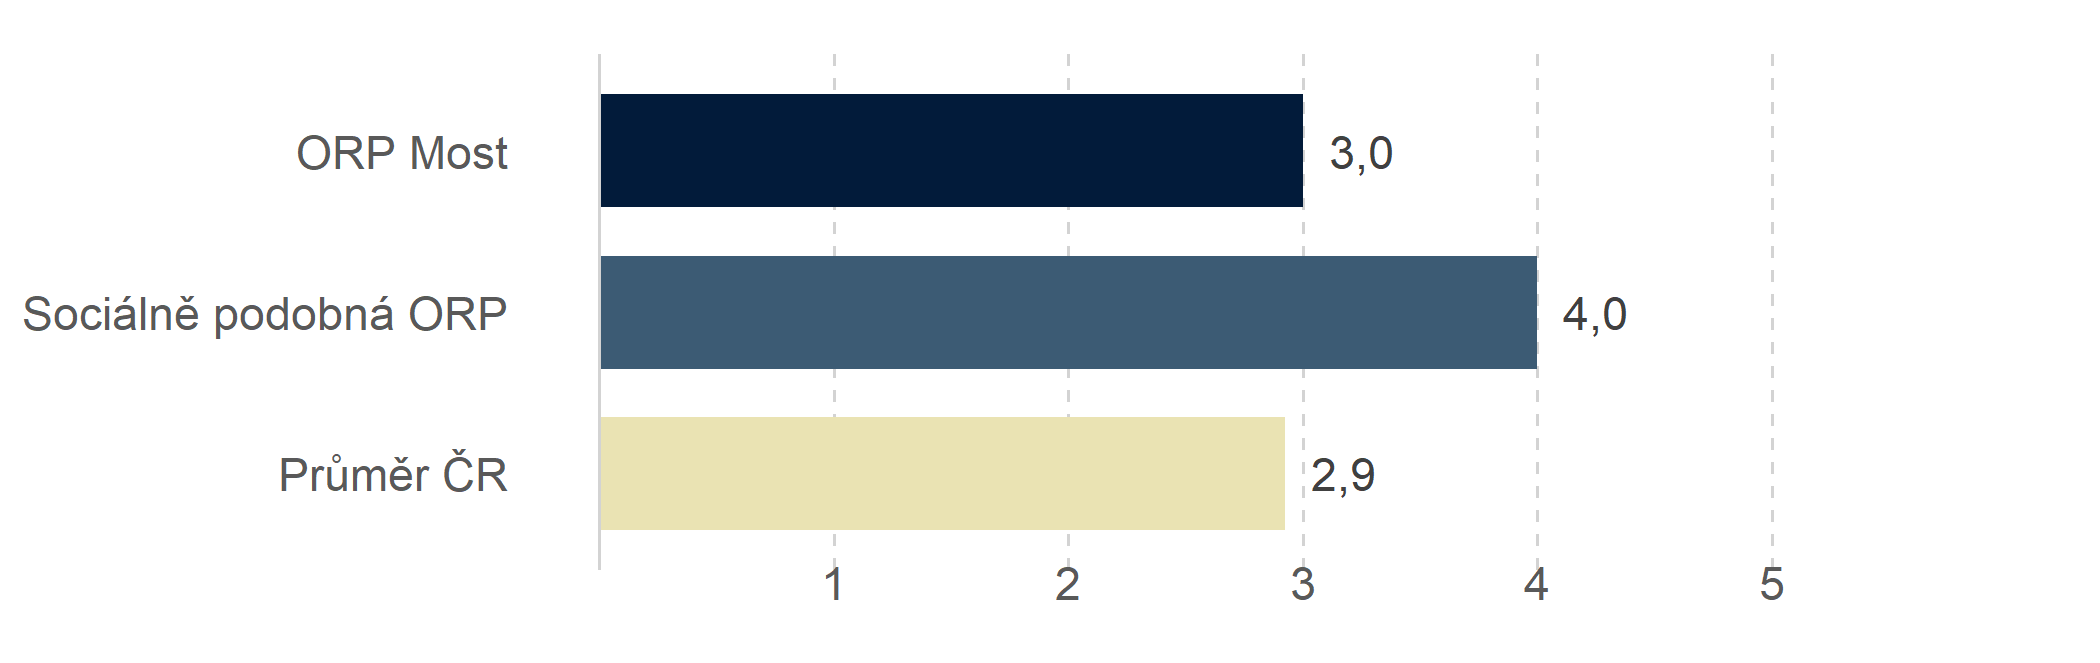 ORP Most
3,0
Sociálně podobná ORP
4,0
Průměr ČR
2,9
1 2 3 4 5